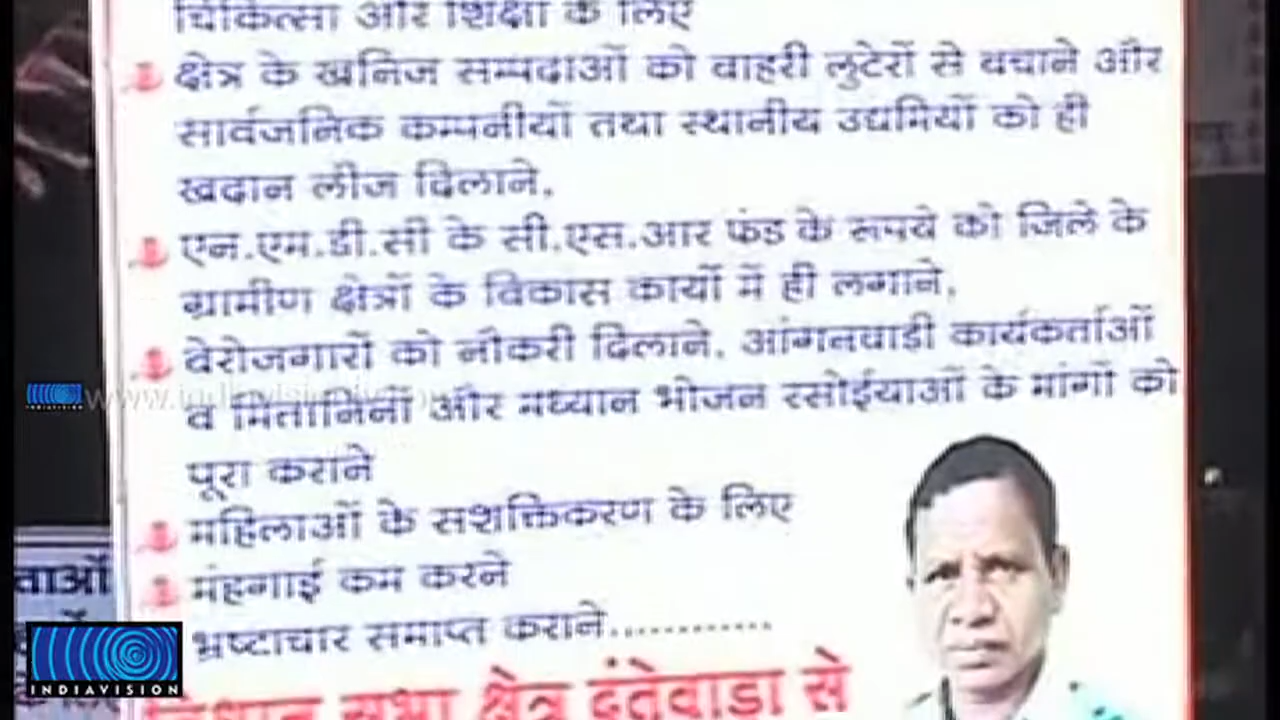 चिकित्सा और शिक्षा के लिए
क्षेत्र के खनिज सम्पदाओं को वाहरी लुटेरों से बचाने और
सार्वजनिक कम्पनीयों तथा स्थानीय उद्यमियों को ही
खदान लीज दिलाने.
एन.एम.डी.सी के सी.एस.आर फंड के रूपये को जिले के
ग्रामीण क्षेत्रों के विकास कार्यो में ही लगाने.
वेरोजगारों को नौकरी दिलाने. आंगनवाडी कार्यकर्ताओं
व मितानिनों और मध्यान भोजन रसोईयाओं के मांगों को
पूरा कराने
महिलाओं के सशक्तिकरण के लिए
मंहगाई कम करने
भ्रष्टाचार समाप्त कराने............
विधान सभा क्षेत्र दंतेवाडा से
ताओं
के लिए
INDIAVISION
INDIAVISION